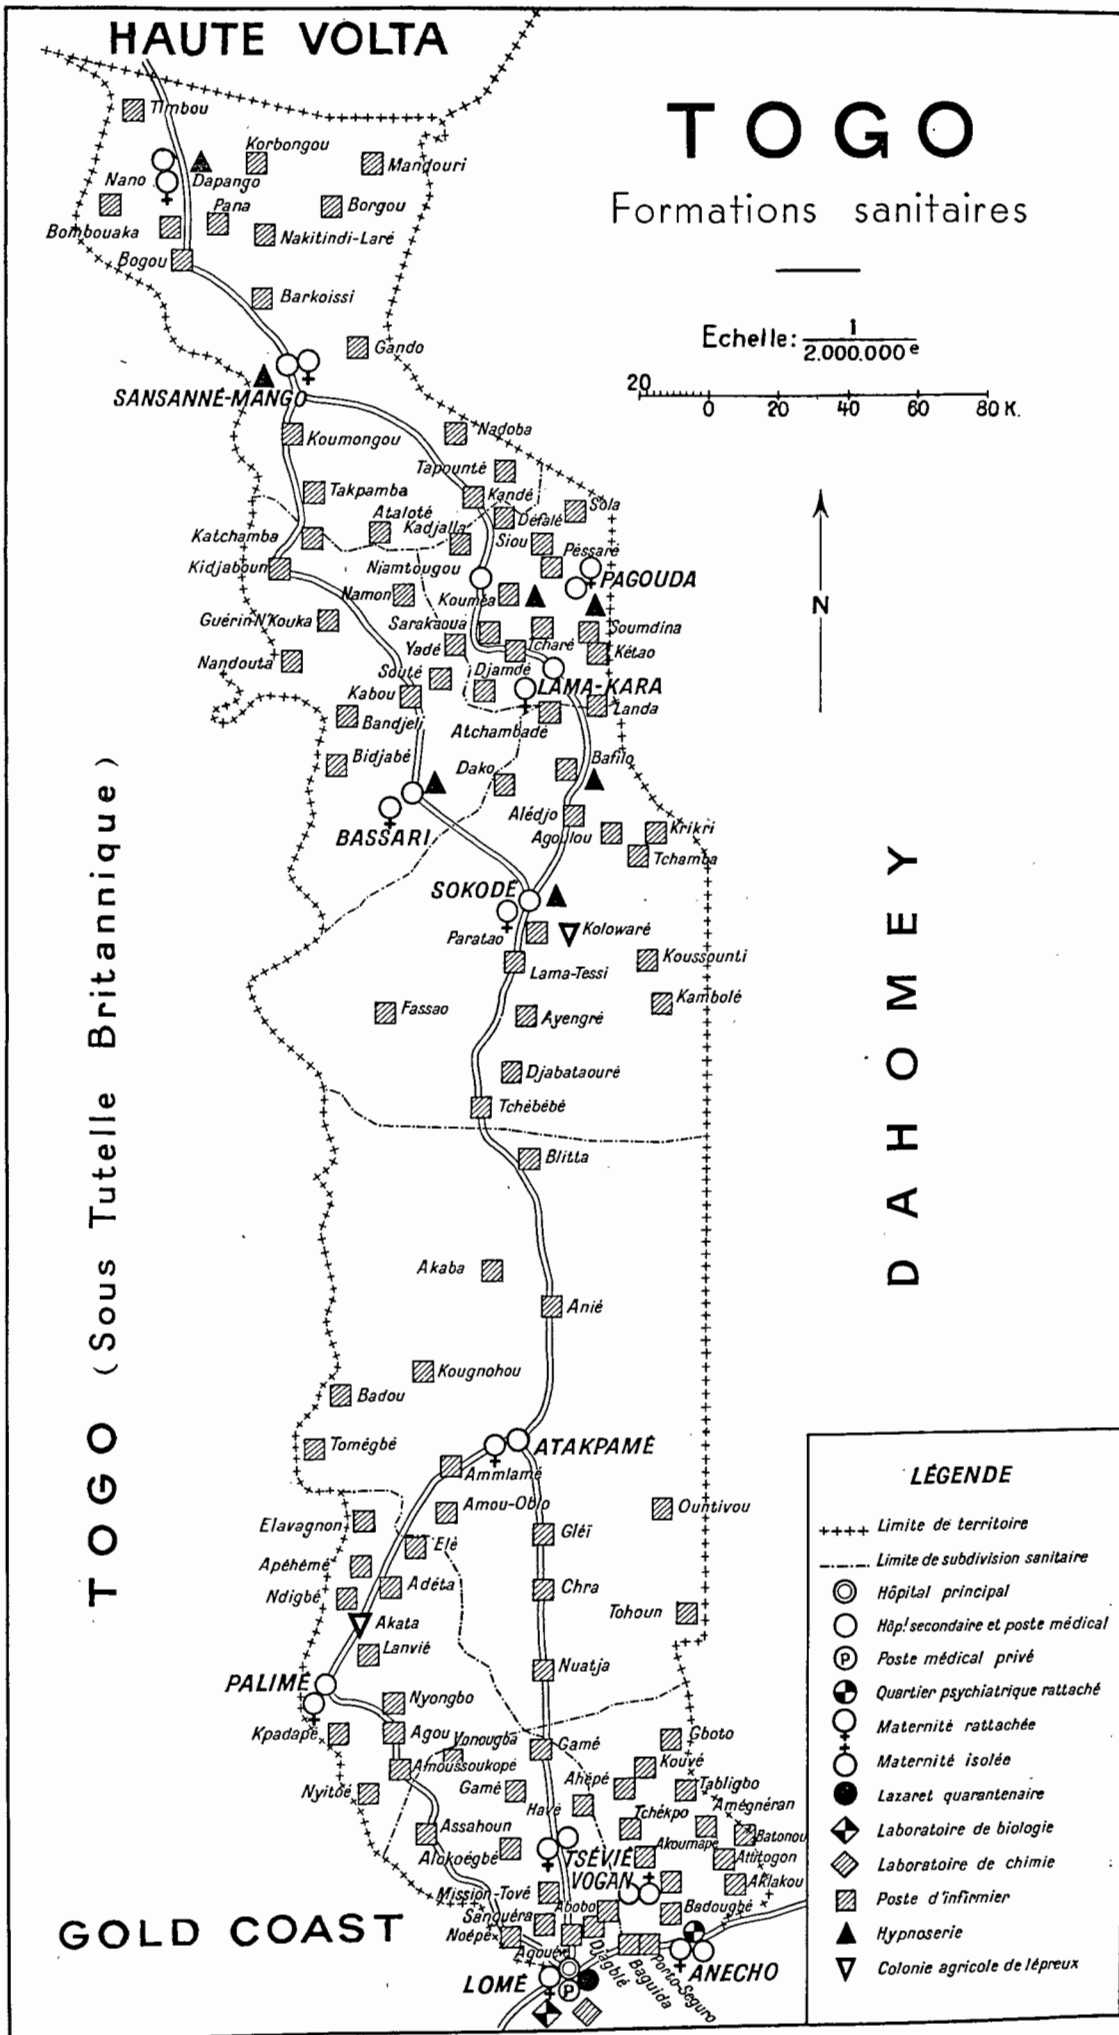 HAUTE VOLTA
TOGO
Formations sanitaires
Echelle: 1
2.000.000e
20 0 20 40 60 80 K.
N
Timbou
Korbongou
Mandouri
Nano
Dapango
Pana
Borgou
Bombouaka
Nakitindi-Laré
Bogou
Barkoissi
Gando
SANSANNÉ-MANGO
Koumongou
Nadoba
Tapounté
Takpamba
Kandé
Sola
Ataloté
Kadjalla
Défalé
Katchamba
Siou
Péssaré
Kidjaboun
Niamtougou
PAGOUDA
Namon
Kouméa
Guérin-N'Kouka
Sarakaoua
Soumdina
Yadé
Tcharé
Kétao
Nandouta
Souté
Djamdé
LAMA-KARA
Kabou
Landa
Bandjeli
Atchambadé
Bidjabé
Bafilo
Dako
BASSARI
Alédjo
Agoulou
Krikri
Tchamba
SOKODÉ
Paratao
Kolowaré
Koussounti
Lama-Tessi
Kambolé
Fassao
Ayengré
Djabataouré
Tchébébé
Blitta
Akaba
Anié
Kougnohou
Badou
Tomégbé
ATAKPAMÉ
Ammlamé
Amou-Oblo
Ountivou
Elavagnon
Gléï
Elé
Apéhémé
Adéta
Chra
Ndigbé
Tohoun
Akata
Lanvié
Nuatja
PALIMÉ
Nyongbo
Kpadapé
Agou
Yonougba
Gamé
Gboto
Amoussoukopé
Kouvé
Nyitoé
Gamé
Ahépé
Tabligbo
Havé
Tchékpo
Amégnéran
Assahoun
Batonou
Alokoégbé
TSÉVIÉ
Akoumapé
Attitogon
VOGAN
Aklakou
Mission-Tové
Abobo
Badougbé
Sanguéra
Noépé
Agouévé
Djagblé
Baguida
Porto-Seguro
ANECHO
LOMÉ
P
TOGO (Sous Tutelle Britannique)
DAHOMEY
GOLD COAST
LÉGENDE
Limite de territoire
Limite de subdivision sanitaire
Hôpital principal
Hôp! secondaire et poste médical
P Poste médical privé
Quartier psychiatrique rattaché
Maternité rattachée
Maternité isolée
Lazaret quarantenaire
Laboratoire de biologie
Laboratoire de chimie
Poste d'infirmier
Hypnoserie
Colonie agricole de lépreux